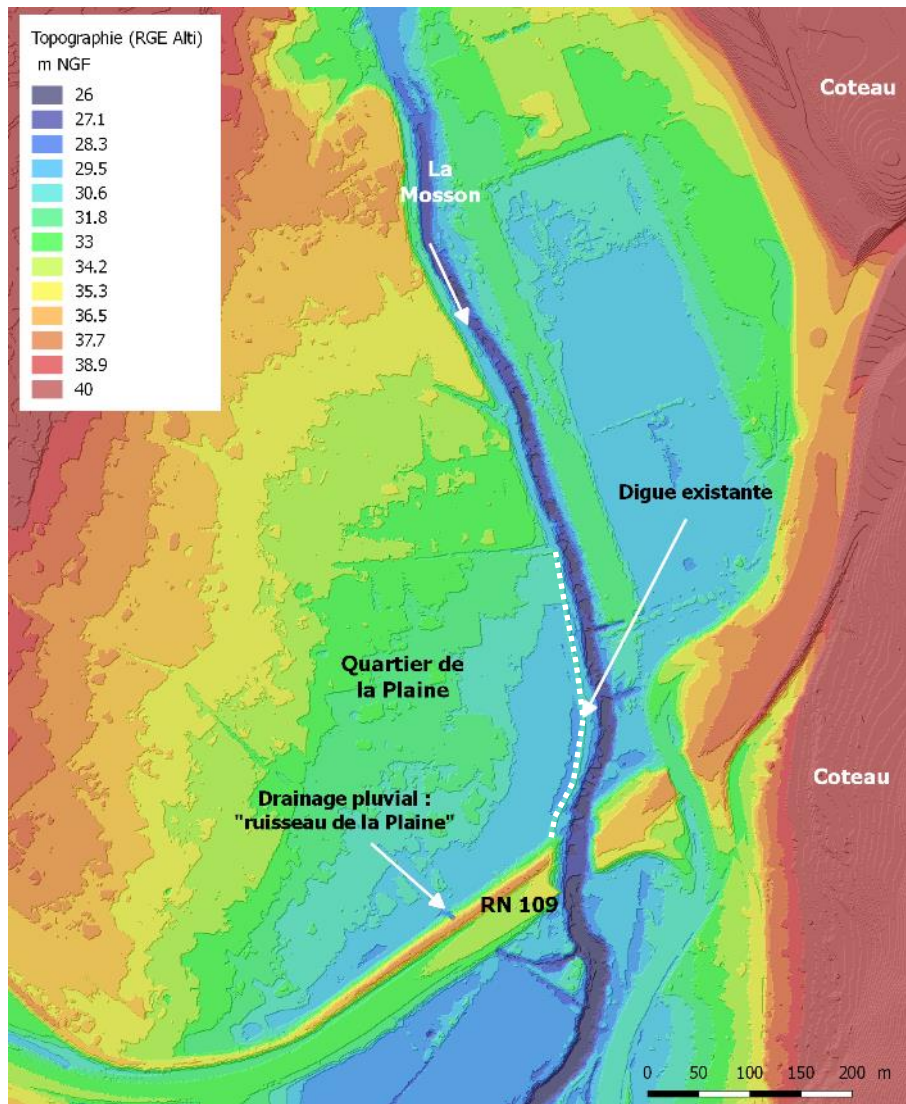 Topographie (RGE Alti)
m NGF
26
27.1
28.3
29.5
30.6
31.8
33
34.2
35.3
36.5
37.7
38.9
40
Coteau
La
Mosson
Digue existante
Quartier de
la Plaine
Coteau
Drainage pluvial :
"ruisseau de la Plaine"
RN 109
0 50 100 150 200 m